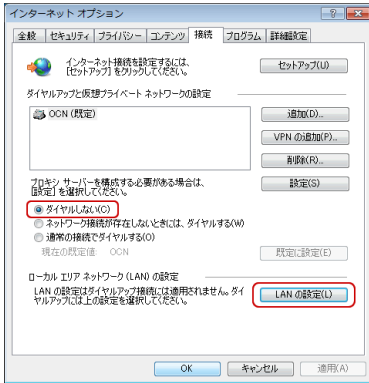 インターネット オプション
全般 セキュリティ プライバシー コンテンツ 接続 プログラム 詳細設定
インターネット接続を設定するには、
[セットアップ] をクリックしてください。
セットアップ(U)
ダイヤルアップと仮想プライベート ネットワークの設定
OCN (既定)
追加(D)...
VPN の追加(P)...
削除(R)...
プロキシ サーバーを構成する必要がある場合は、
[設定] を選択してください。
設定(S)
ダイヤルしない(C)
ネットワーク接続が存在しないときには、ダイヤルする(W)
通常の接続でダイヤルする(O)
現在の既定値 OCN
既定に設定(E)
ローカル エリア ネットワーク (LAN) の設定
LAN の設定はダイヤルアップ接続には適用されません。ダイ
ヤルアップには上の設定を選択してください。
LAN の設定(L)
OK キャンセル 適用(A)